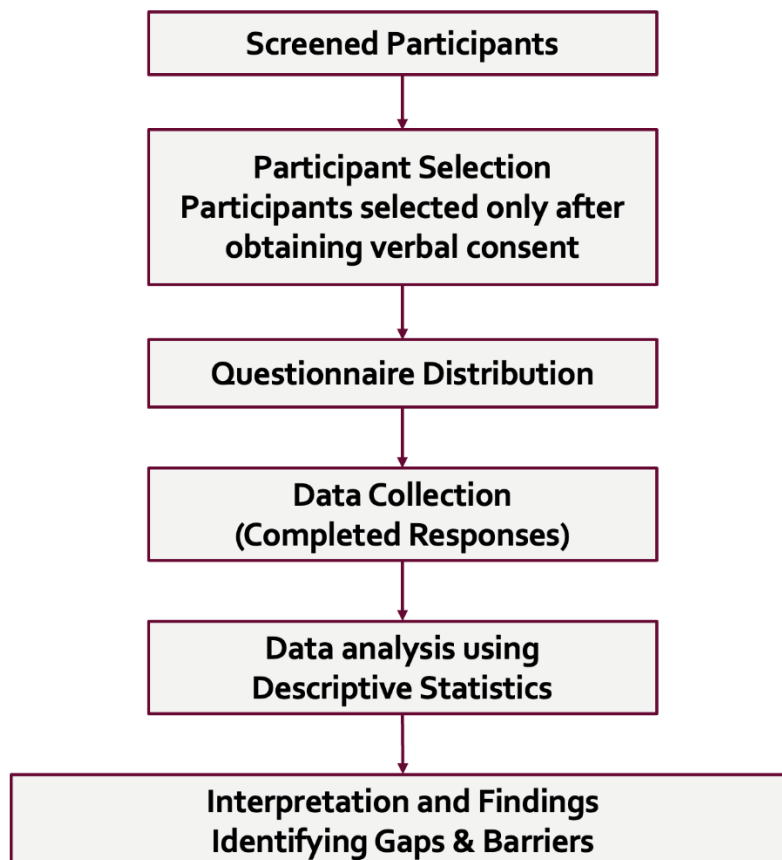 Screened Participants
Participant Selection
Participants selected only after
obtaining verbal consent
Questionnaire Distribution
Data Collection
(Completed Responses)
Data analysis using
Descriptive Statistics
Interpretation and Findings
Identifying Gaps & Barriers